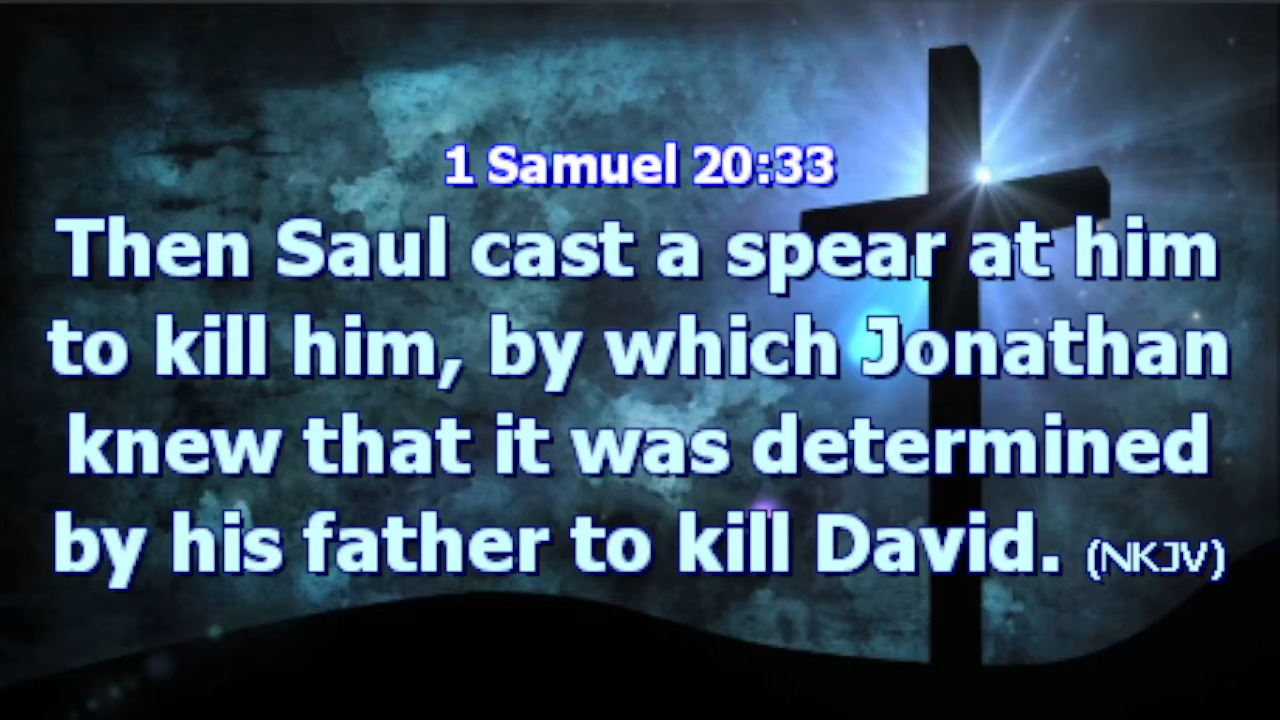 1 Samuel 20:33
Then Saul cast a spear at him
to kill him, by which Jonathan
knew that it was determined
by his father to kill David. (NKJV)